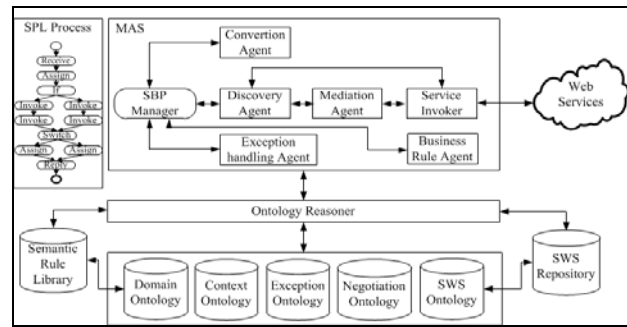 SPL Process
Receive
Assign
If
Invoke
Invoke
Invoke
Invoke
Switch
Assign
Assign
Reply
MAS
Convertion
Agent
SBP
Manager
Discovery
Agent
Mediation
Agent
Service
Invoker
Web
Services
Exception
handling Agent
Business
Rule Agent
Ontology Reasoner
Semantic
Rule
Library
Domain
Ontology
Context
Ontology
Exception
Ontology
Negotiation
Ontology
SWS
Ontology
SWS
Repository